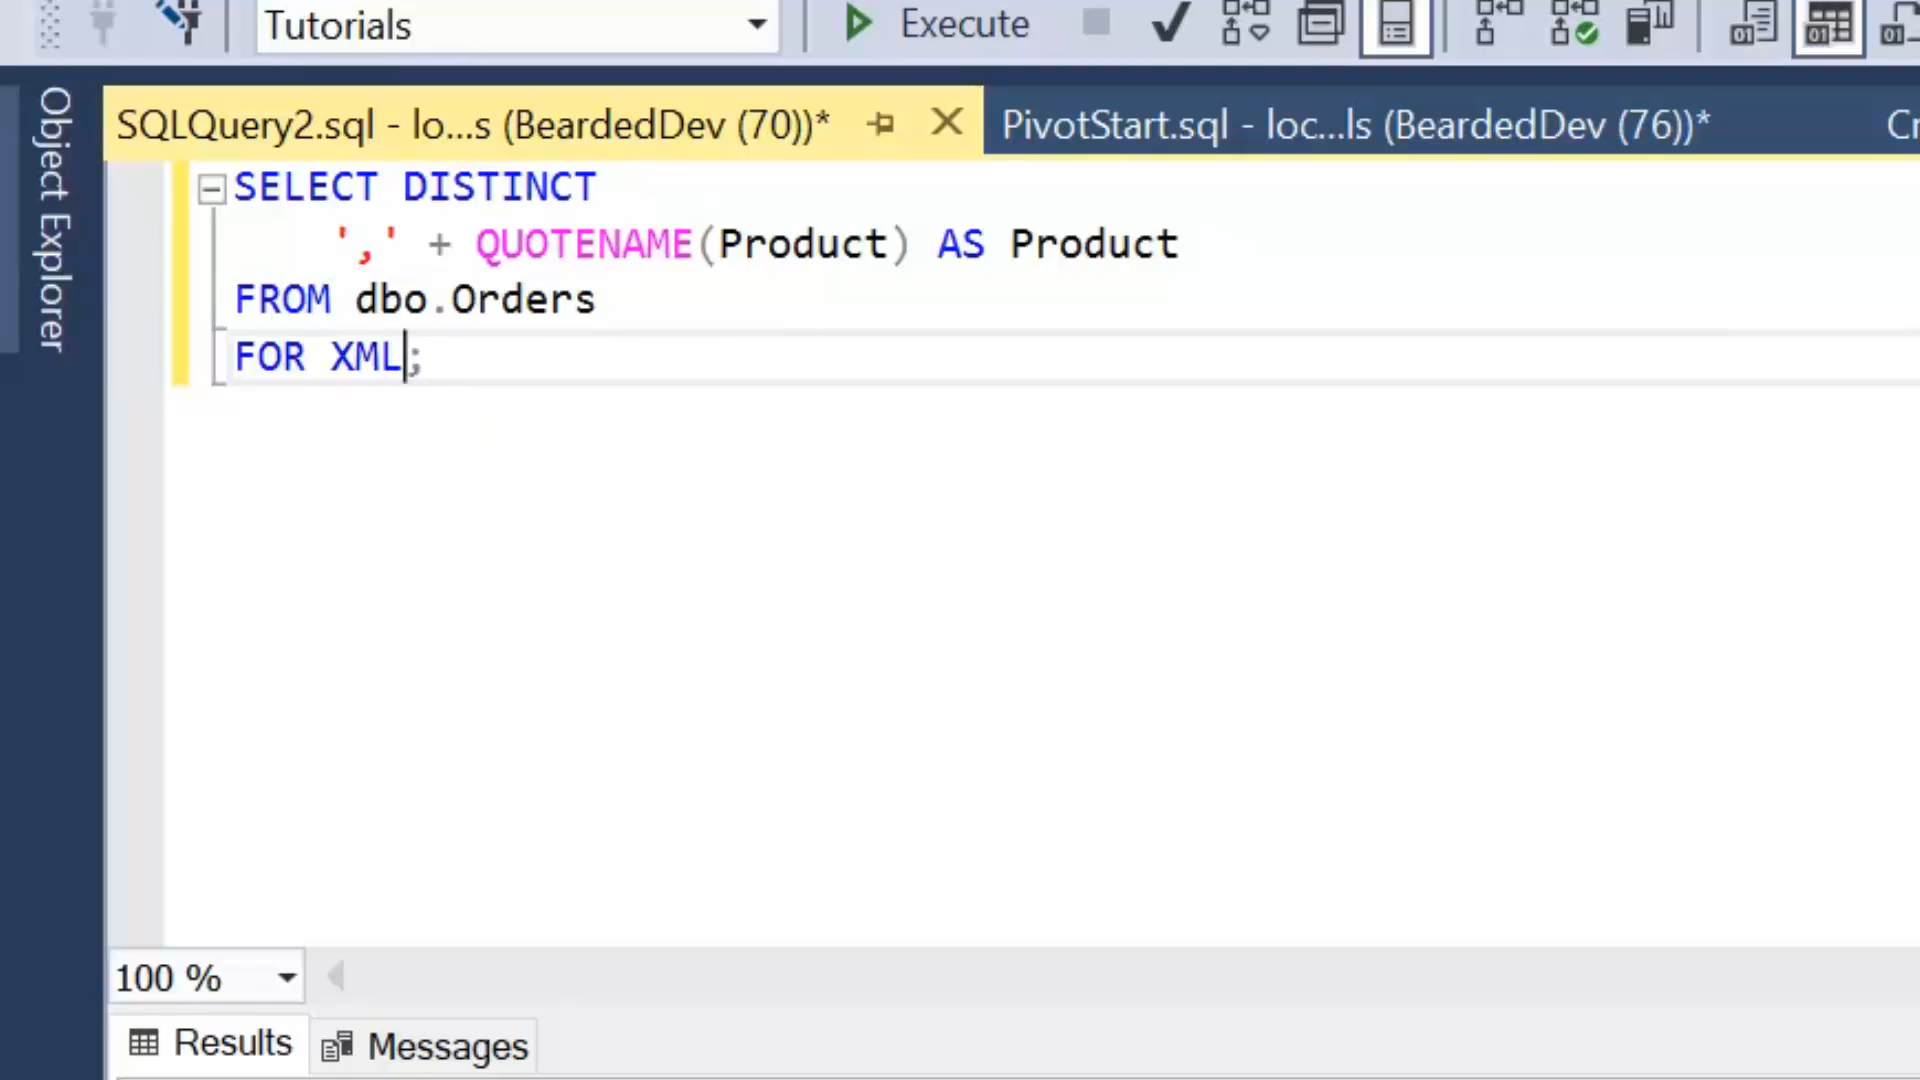 Tutorials
Execute
Object Explorer
SQLQuery2.sql - lo...s (BeardedDev (70))*
PivotStart.sql - loc...ls (BeardedDev (76))*
Cr
SELECT DISTINCT
',' + QUOTENAME(Product) AS Product
FROM dbo.Orders
FOR XML;
100 %
Results
Messages